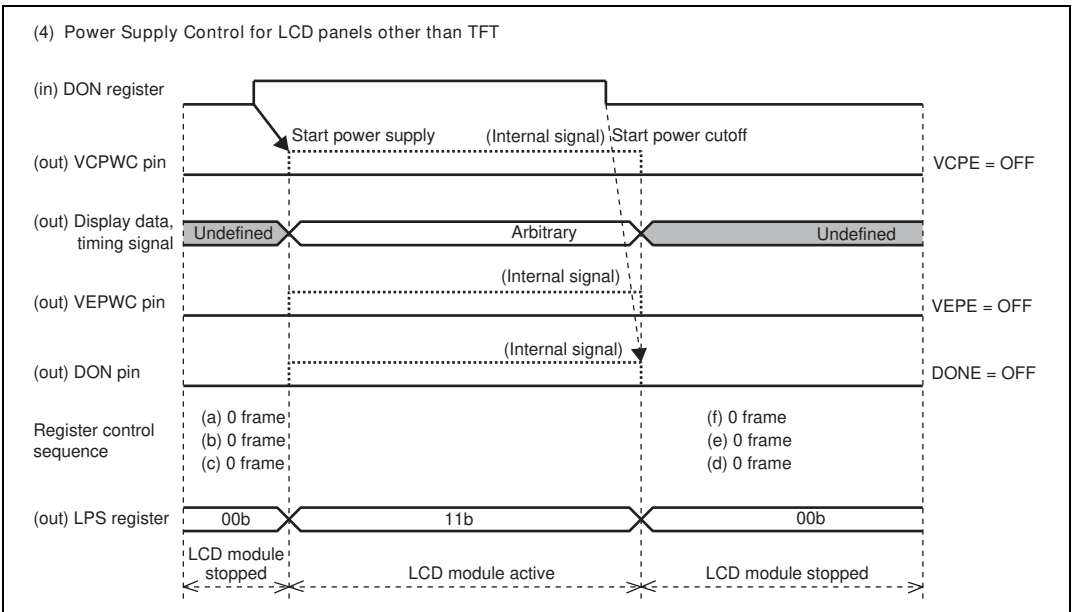 (4) Power Supply Control for LCD panels other than TFT
(in) DON register
Start power supply
(Internal signal)
Start power cutoff
(out) VCPWC pin
VCPE = OFF
(out) Display data,
timing signal
Undefined
Arbitrary
Undefined
(Internal signal)
(out) VEPWC pin
VEPE = OFF
(Internal signal)
(out) DON pin
DONE = OFF
Register control
sequence
(a) 0 frame
(b) 0 frame
(c) 0 frame
(f) 0 frame
(e) 0 frame
(d) 0 frame
(out) LPS register
00b
11b
00b
LCD module
stopped
LCD module active
LCD module stopped